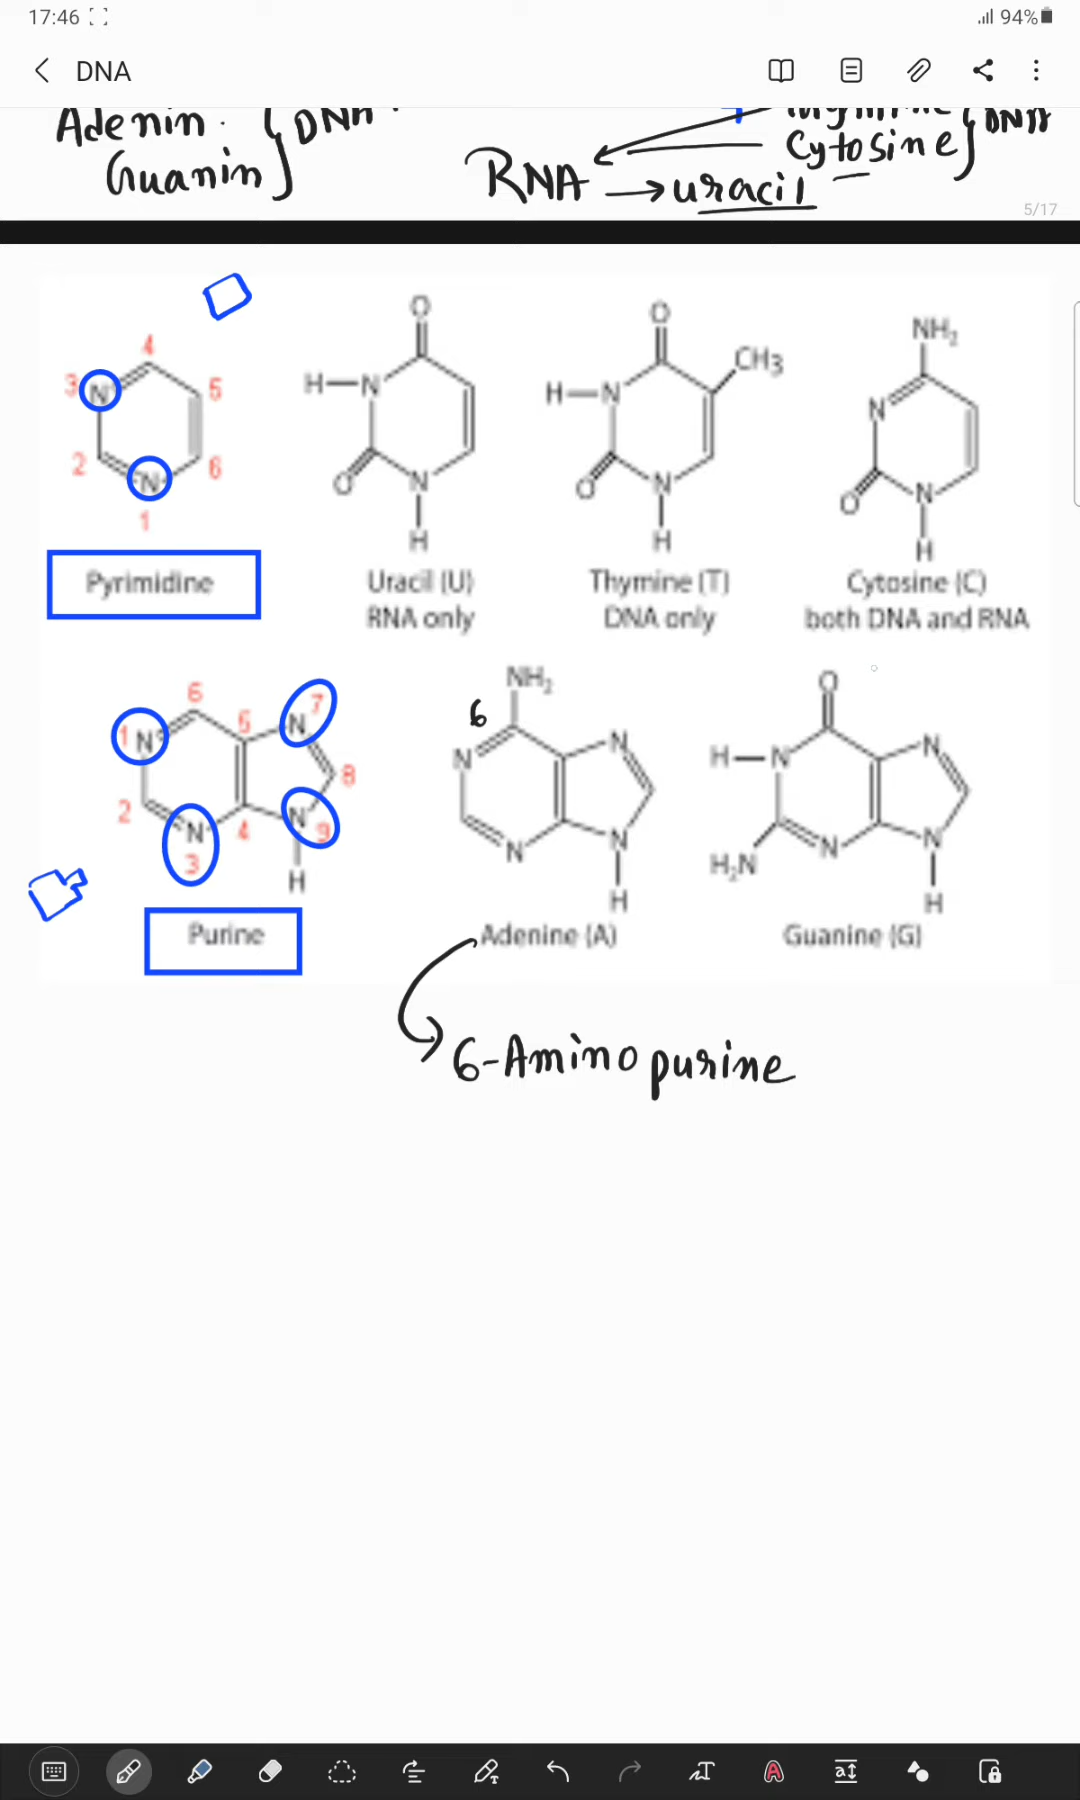 17:46
94%
DNA
Adenin. DNA
Guanin
Cytosine DNA
RNA
uracil
5/17
4
3 N
5
2
N
6
1
Pyrimidine
O
H–N
O
N
H
Uracil (U)
RNA only
O
CH3
H–N
O
N
H
Thymine (T)
DNA only
NH2
N
O
N
H
Cytosine (C)
both DNA and RNA
6
7
1 N
5
N
8
2
N
4
N
3
9
H
Purine
NH2
6
N
N
N
N
H
Adenine (A)
O
H–N
N
H2N
N
N
H
Guanine (G)
6-Amino purine